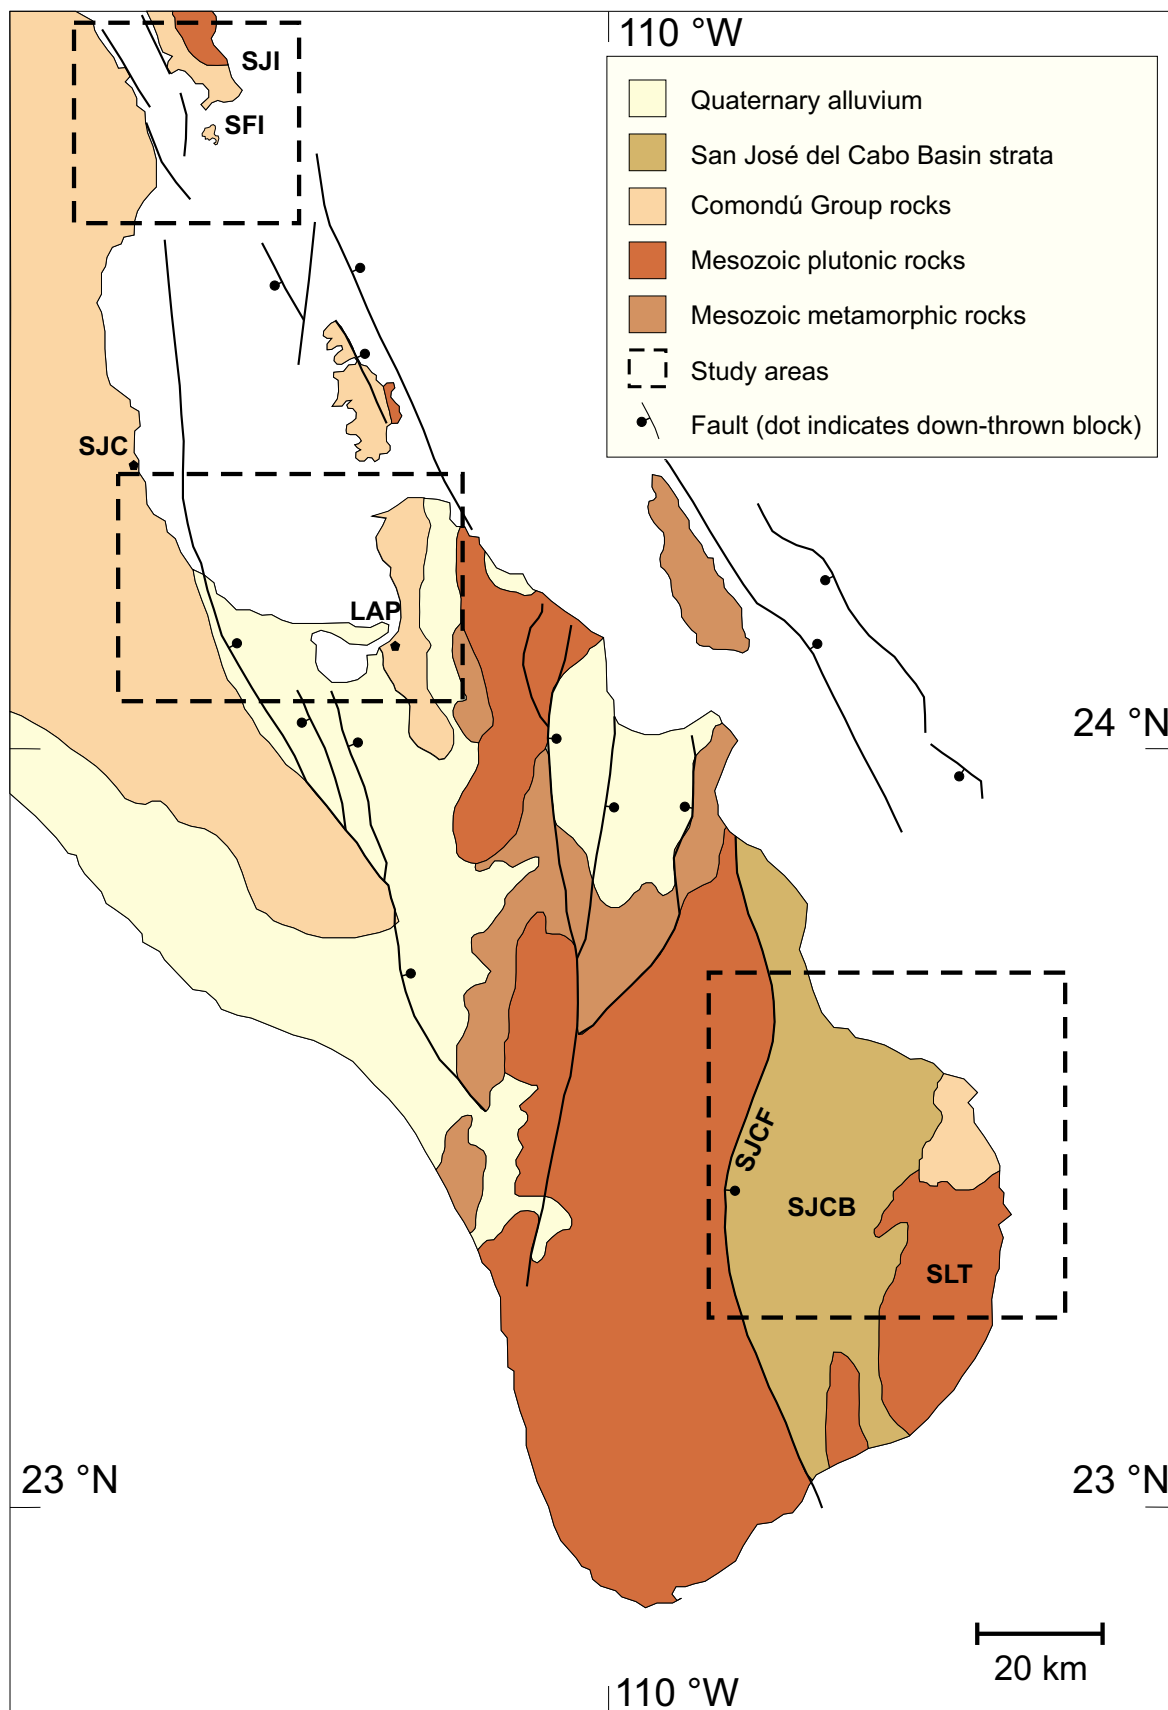 110 °W
SJI
SFI
Quaternary alluvium
San José del Cabo Basin strata
Comondú Group rocks
Mesozoic plutonic rocks
Mesozoic metamorphic rocks
Study areas
Fault (dot indicates down-thrown block)
SJC
LAP
24 °N
SJCF
SJCB
SLT
23 °N
23 °N
20 km
110 °W